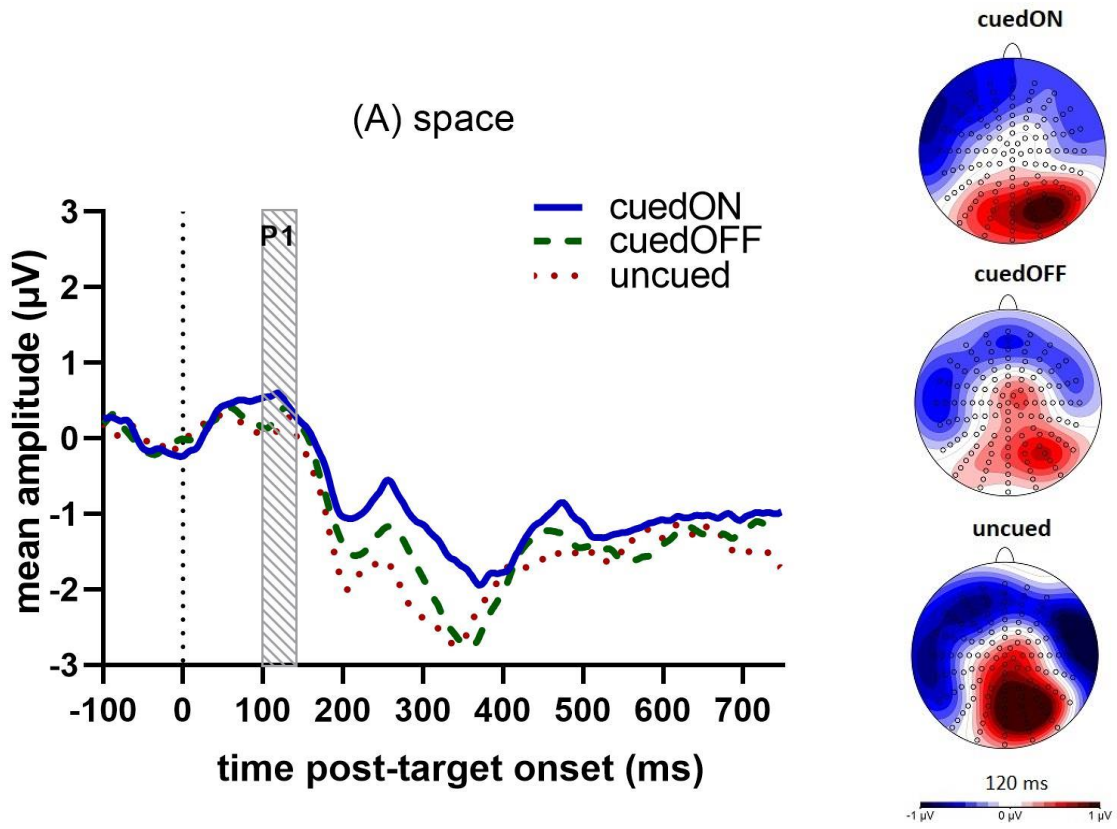 (A) space
3
2
1
0
-1
-2
-3
mean amplitude (µV)
P1
cuedON
cuedOFF
uncued
-100 0 100 200 300 400 500 600 700
time post-target onset (ms)
cuedON
cuedOFF
uncued
120 ms
-1 µV 0 µV 1 µV